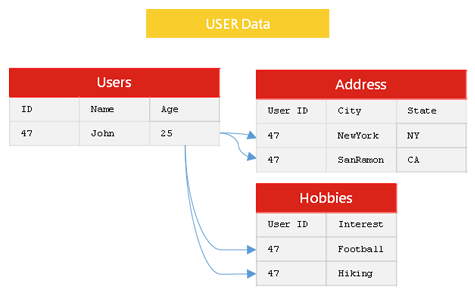 USER Data
Users
ID Name Age
47 John 25
Address
User ID City State
47 NewYork NY
47 SanRamon CA
Hobbies
User ID Interest
47 Football
47 Hiking